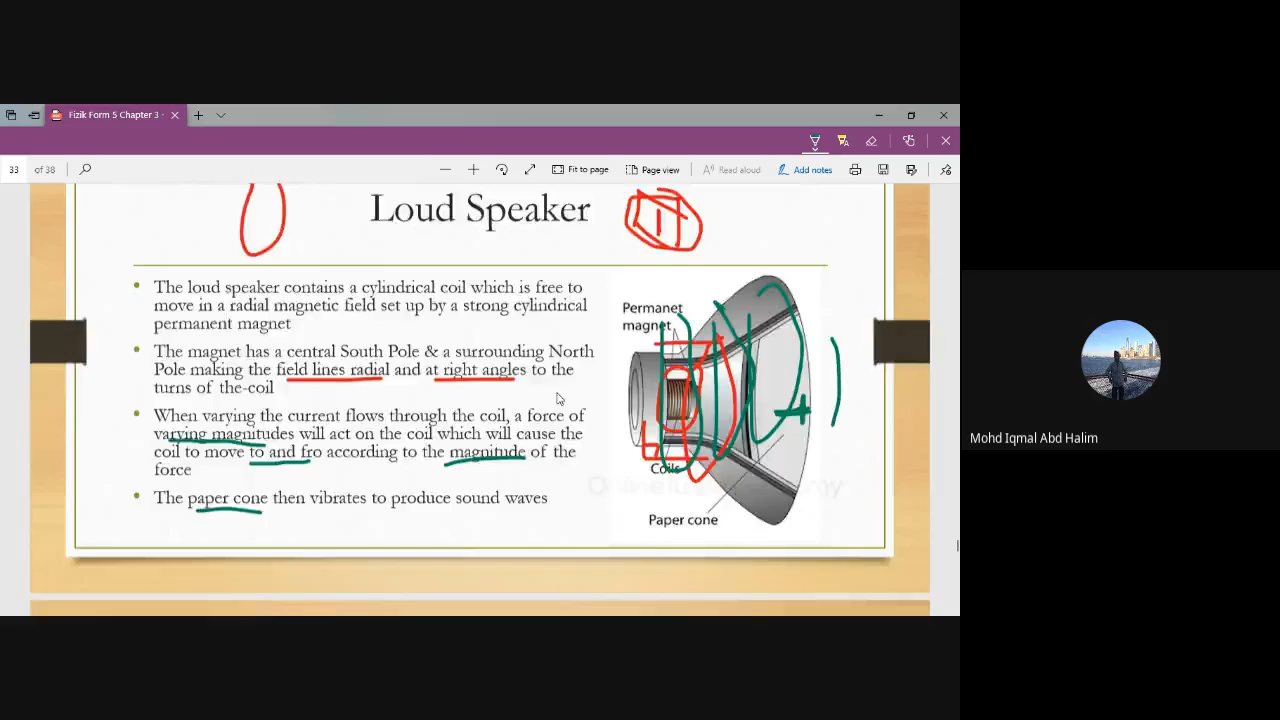 Fizik Form 5 Chapter 3 -
33 of 38
Fit to page
Page view
Read aloud
Add notes
Loud Speaker
• The loud speaker contains a cylindrical coil which is free to
move in a radial magnetic field set up by a strong cylindrical
permanent magnet
• The magnet has a central South Pole & a surrounding North
Pole making the field lines radial and at right angles to the
turns of the-coil
• When varying the current flows through the coil, a force of
varying magnitudes will act on the coil which will cause the
coil to move to and fro according to the magnitude of the
force
• The paper cone then vibrates to produce sound waves
Permanet
magnet
Coils
Paper cone
Mohd Iqmal Abd Halim